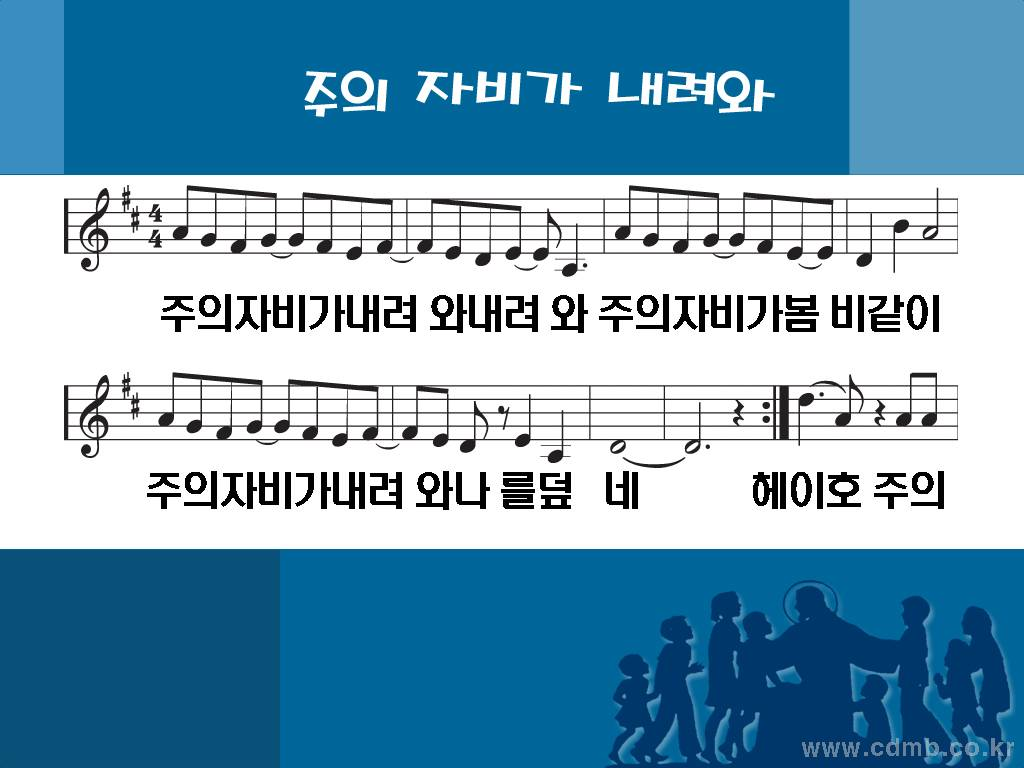 주의 자비가 내려와
4
4
주의자비가내려 와내려 와 주의자비가봄 비같이
주의자비가내려 와나 를덮 네 헤이호 주의
www.cdmb.co.kr